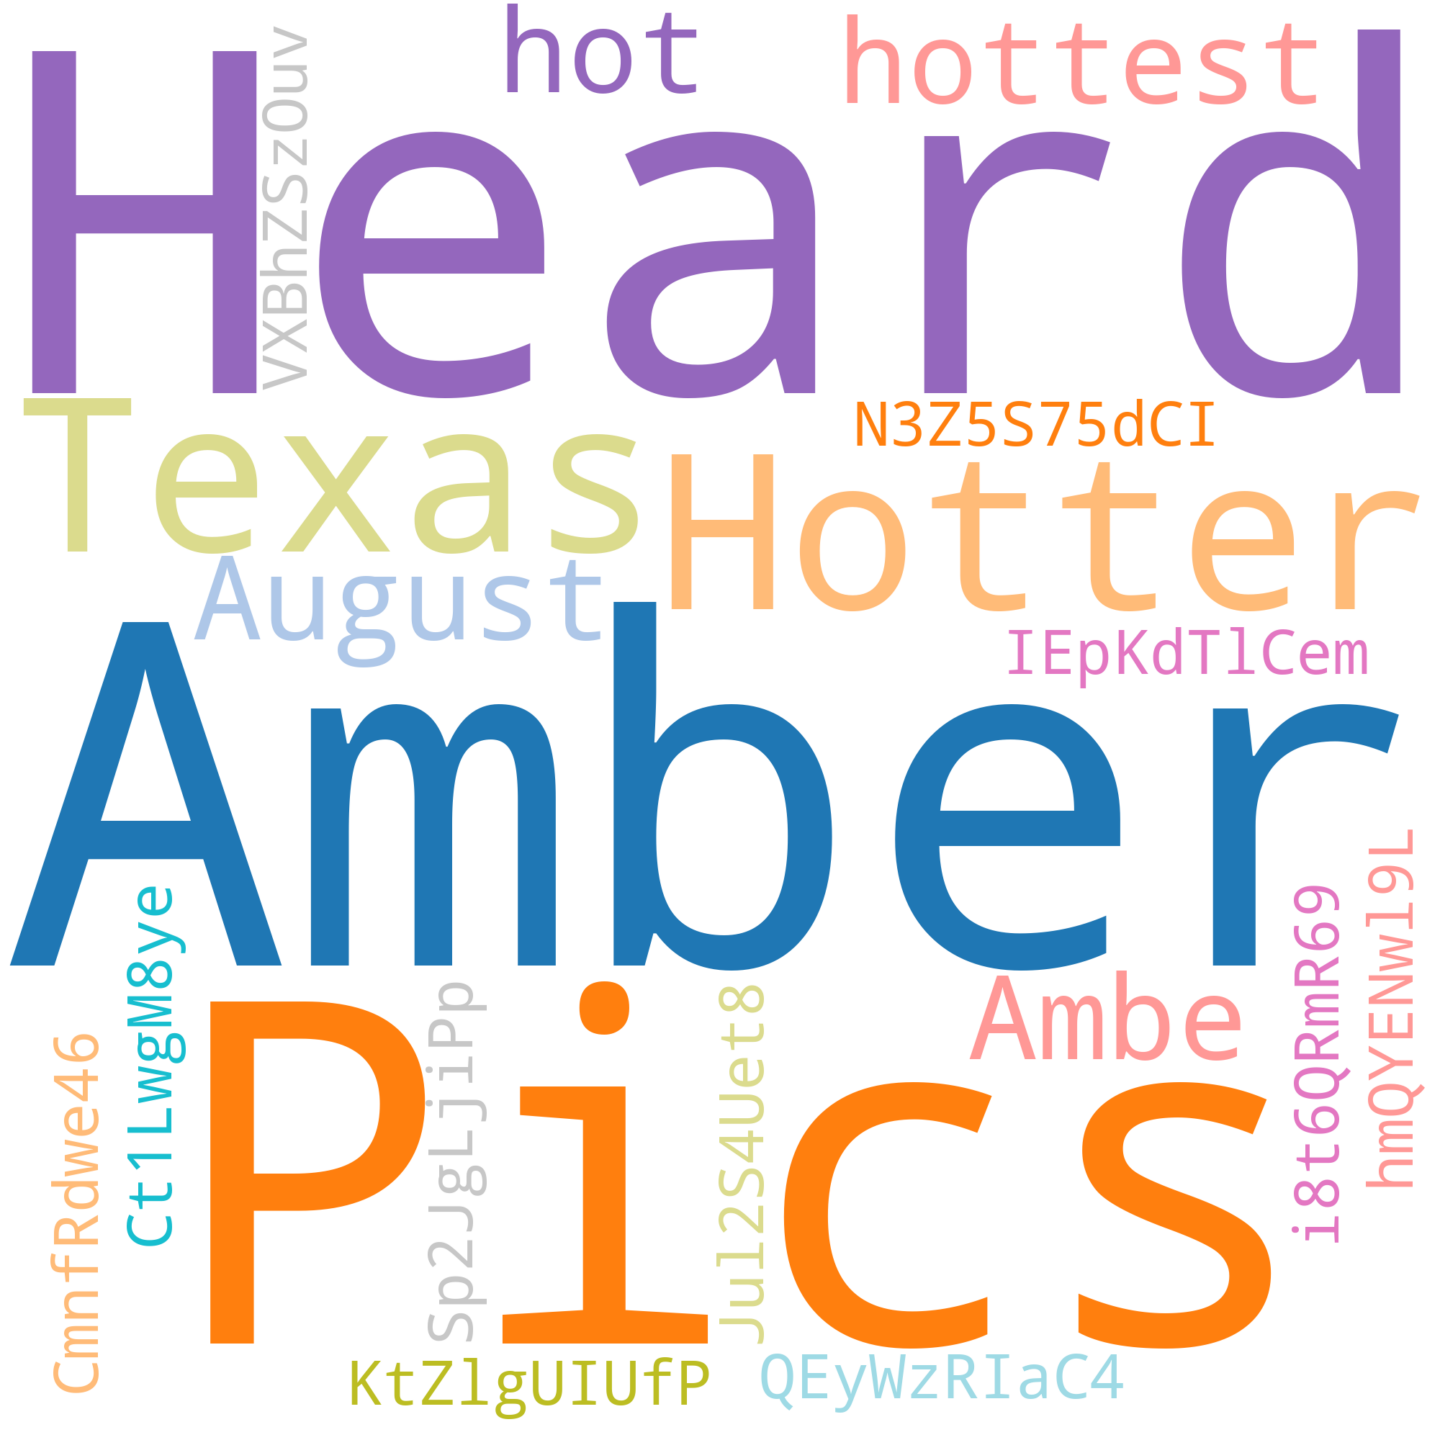 hot
hottest
Heard
VXBhZSzOuv
Texas
N3Z5S75dCI
Hotter
August
IEpKdTlCem
Amber
Ct1LwgM8ye
Ambe
i8t6QRmR69
hmQYENwl9L
CmnfRdwe46
Pics
Sp2JgLjiPp
Jul2S4Uet8
KtZlgUIUfP
QEyWzRIaC4